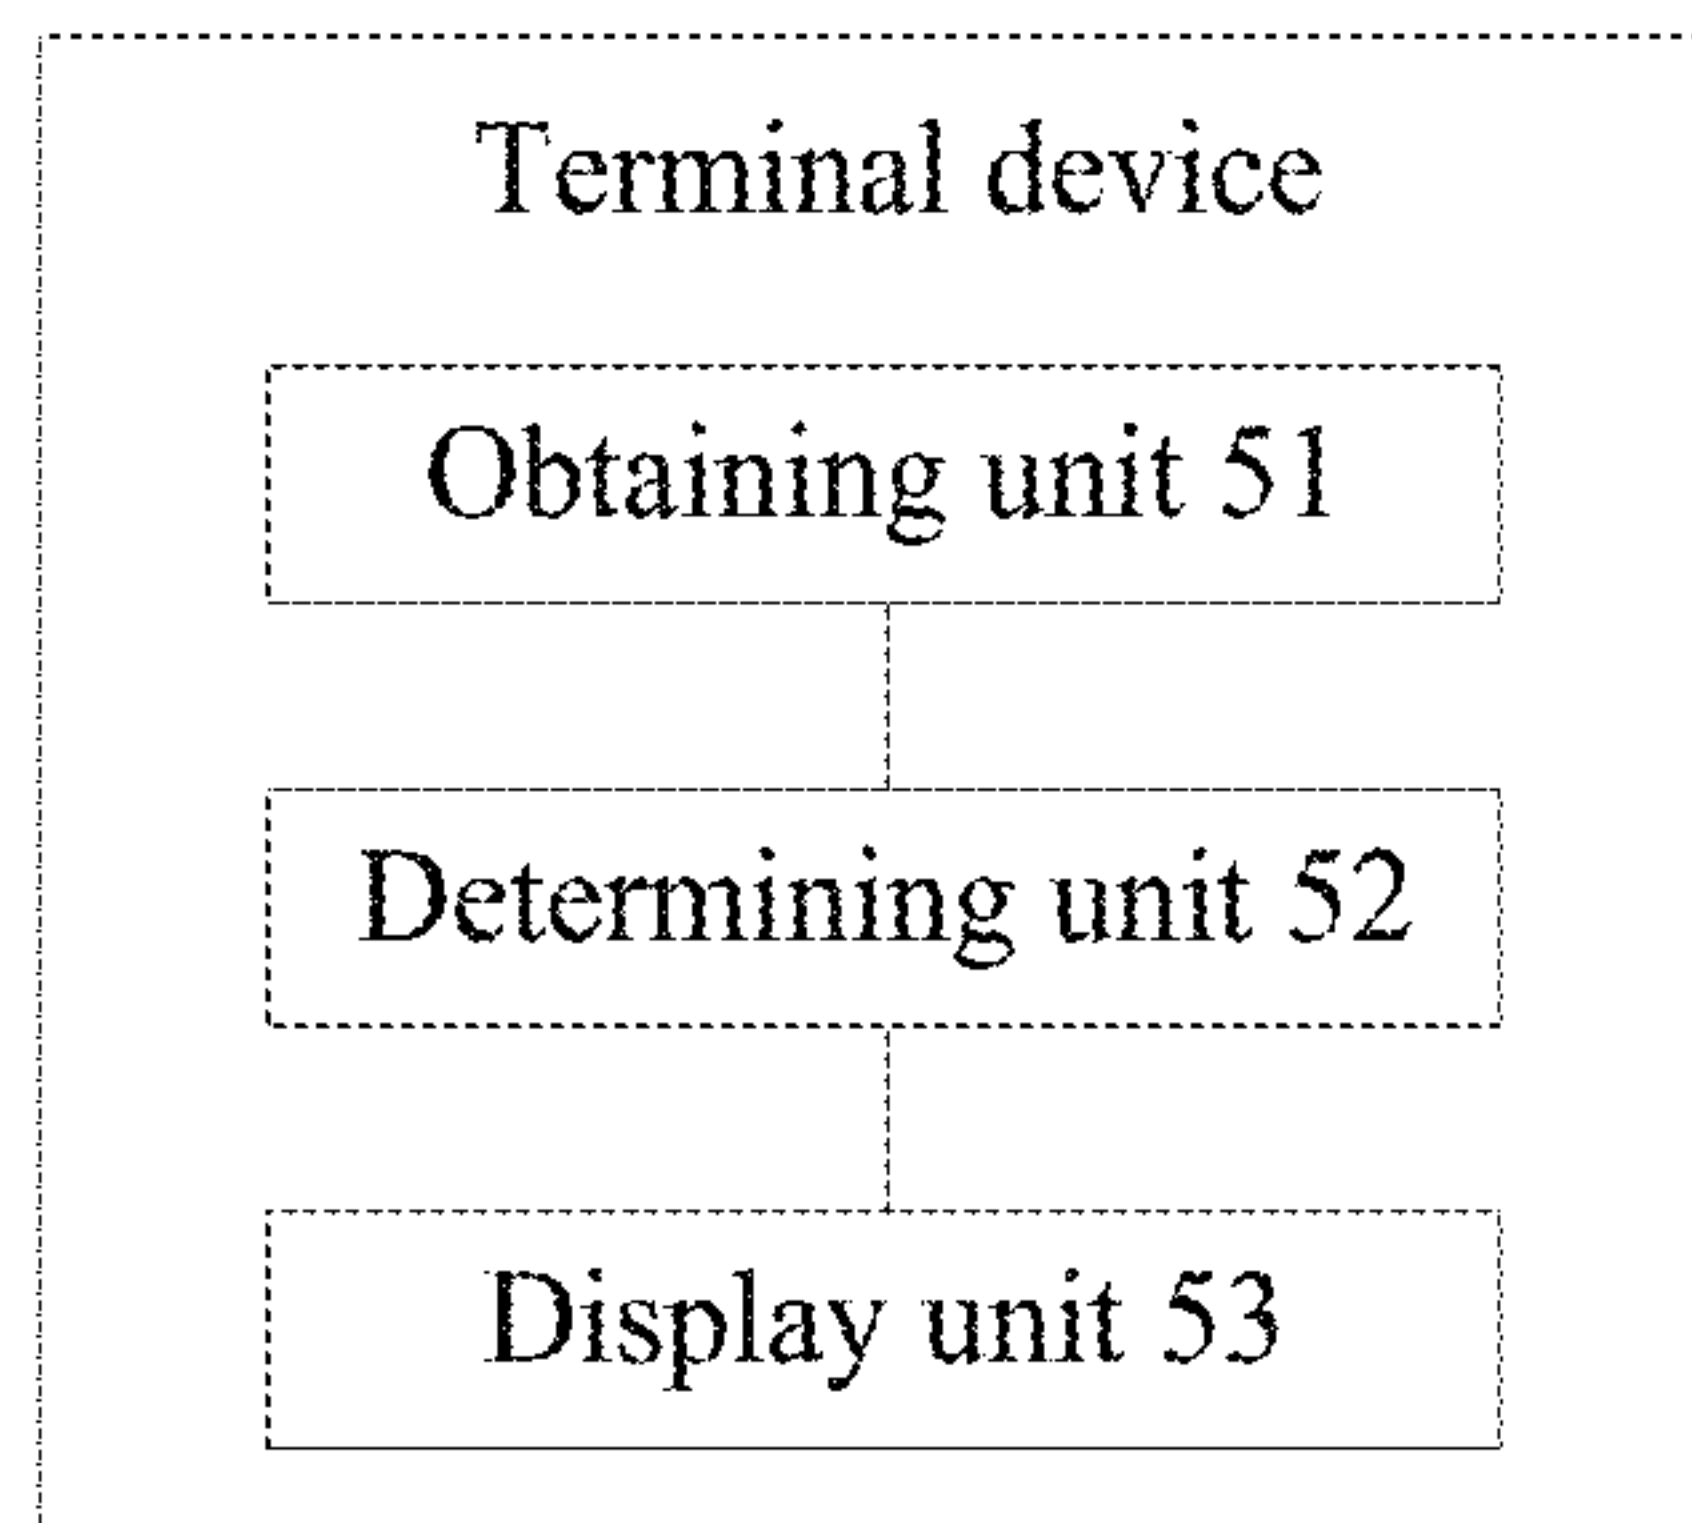 Terminal device
Obtaining unit 51
Determining unit 52
Display unit 53